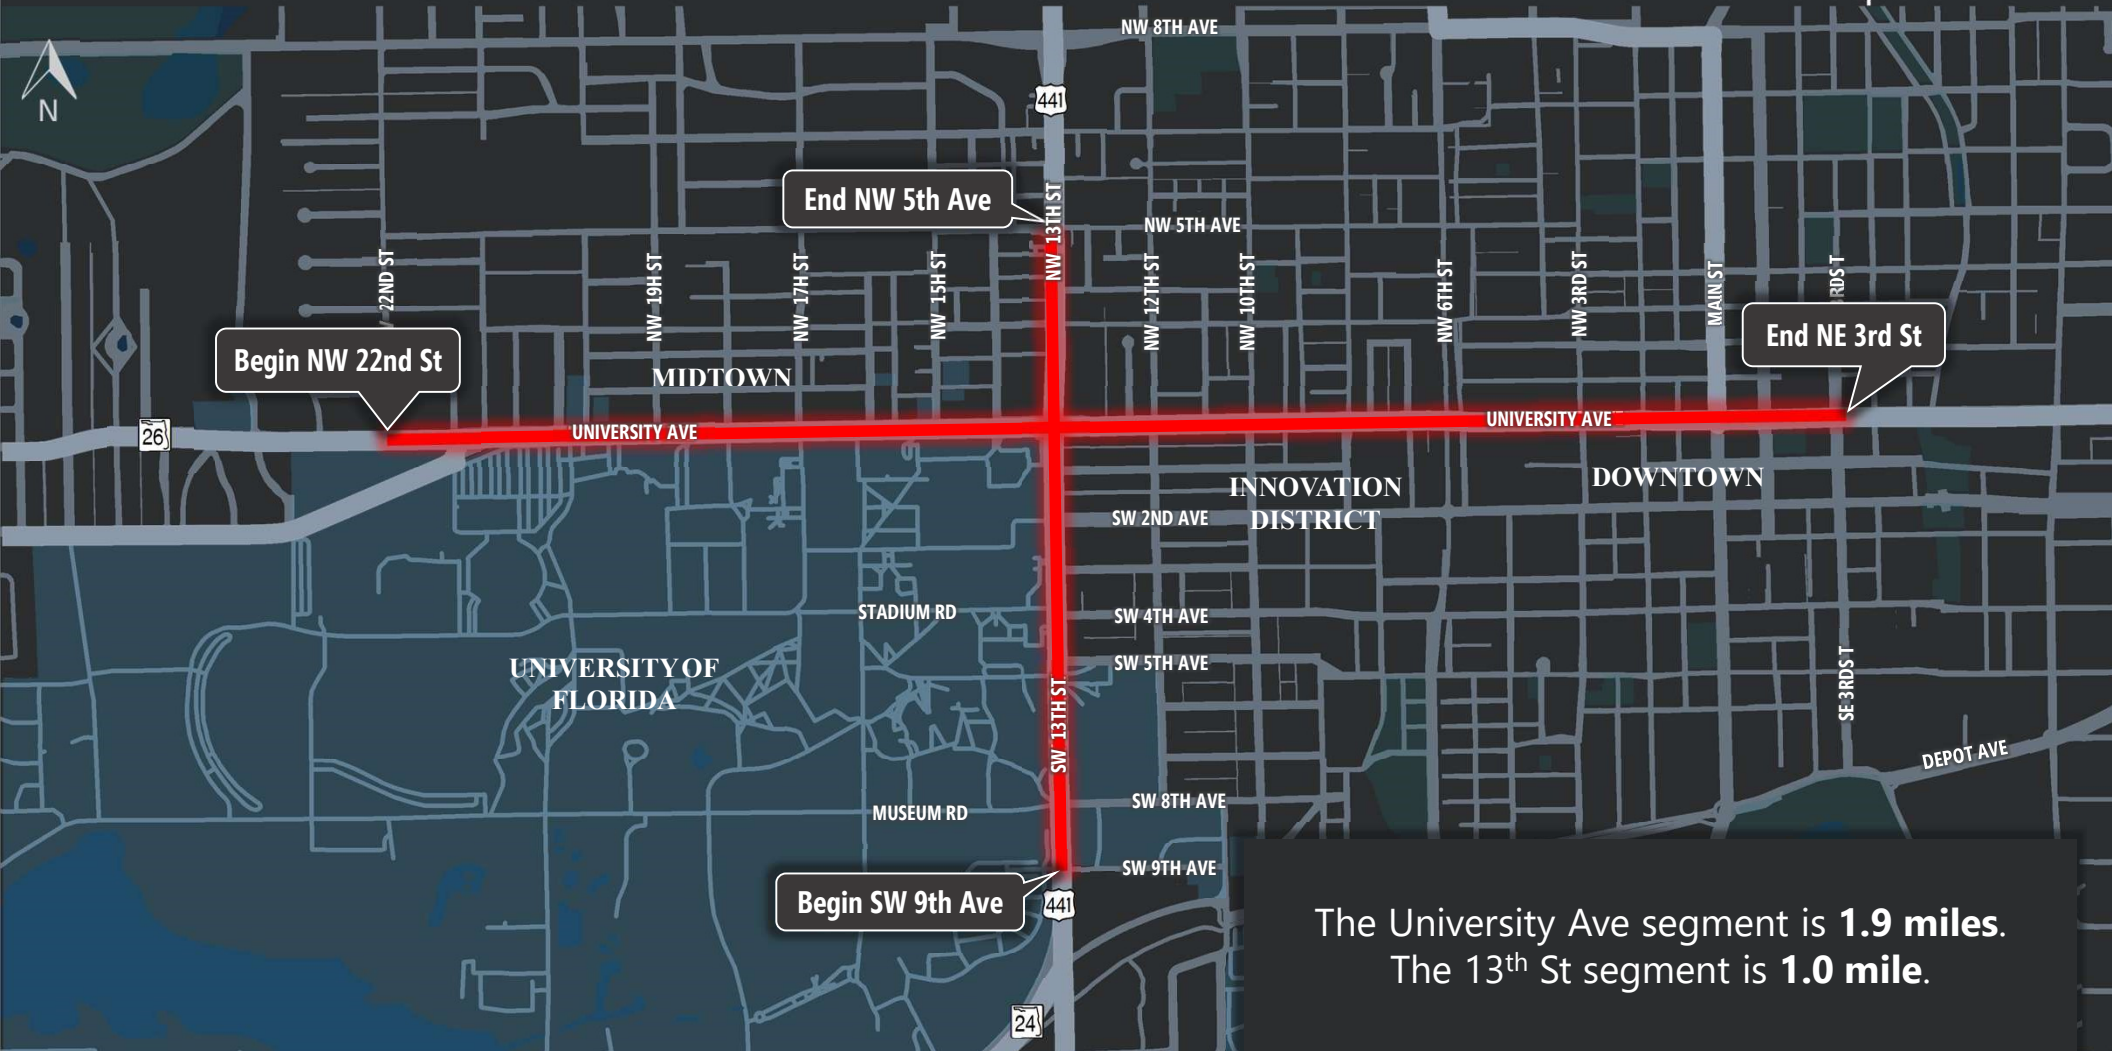 NW 8TH AVE
N
441
End NW 5th Ave
NW 13TH ST
NW 5TH AVE
22ND ST
NW 19H ST
NW 17H ST
NW 15H ST
NW 12TH ST
NW 10TH ST
NW 6TH ST
NW 3RD ST
MAIN ST
3RDS T
Begin NW 22nd St
End NE 3rd St
MIDTOWN
26
UNIVERSITY AVE
UNIVERSITY AVE
DOWNTOWN
INNOVATION
DISTRICT
SW 2ND AVE
STADIUM RD
SW 4TH AVE
SW 5TH AVE
UNIVERSITY OF
FLORIDA
SW 13TH ST
SE 3RDS T
DEPOT AVE
MUSEUM RD
SW 8TH AVE
SW 9TH AVE
Begin SW 9th Ave
441
The University Ave segment is 1.9 miles.
The 13th St segment is 1.0 mile.
24